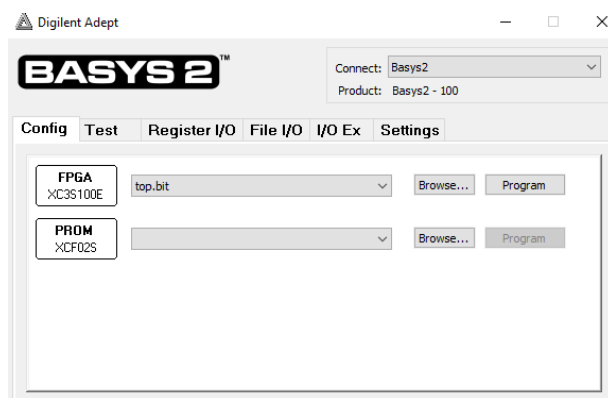 Digilent Adept
BASYS 2™
Connect: Basys2
Product: Basys2 - 100
Config Test Register I/O File I/O I/O Ex Settings
FPGA
XC3S100E
top.bit
Browse... Program
PROM
XCF02S
Browse... Program